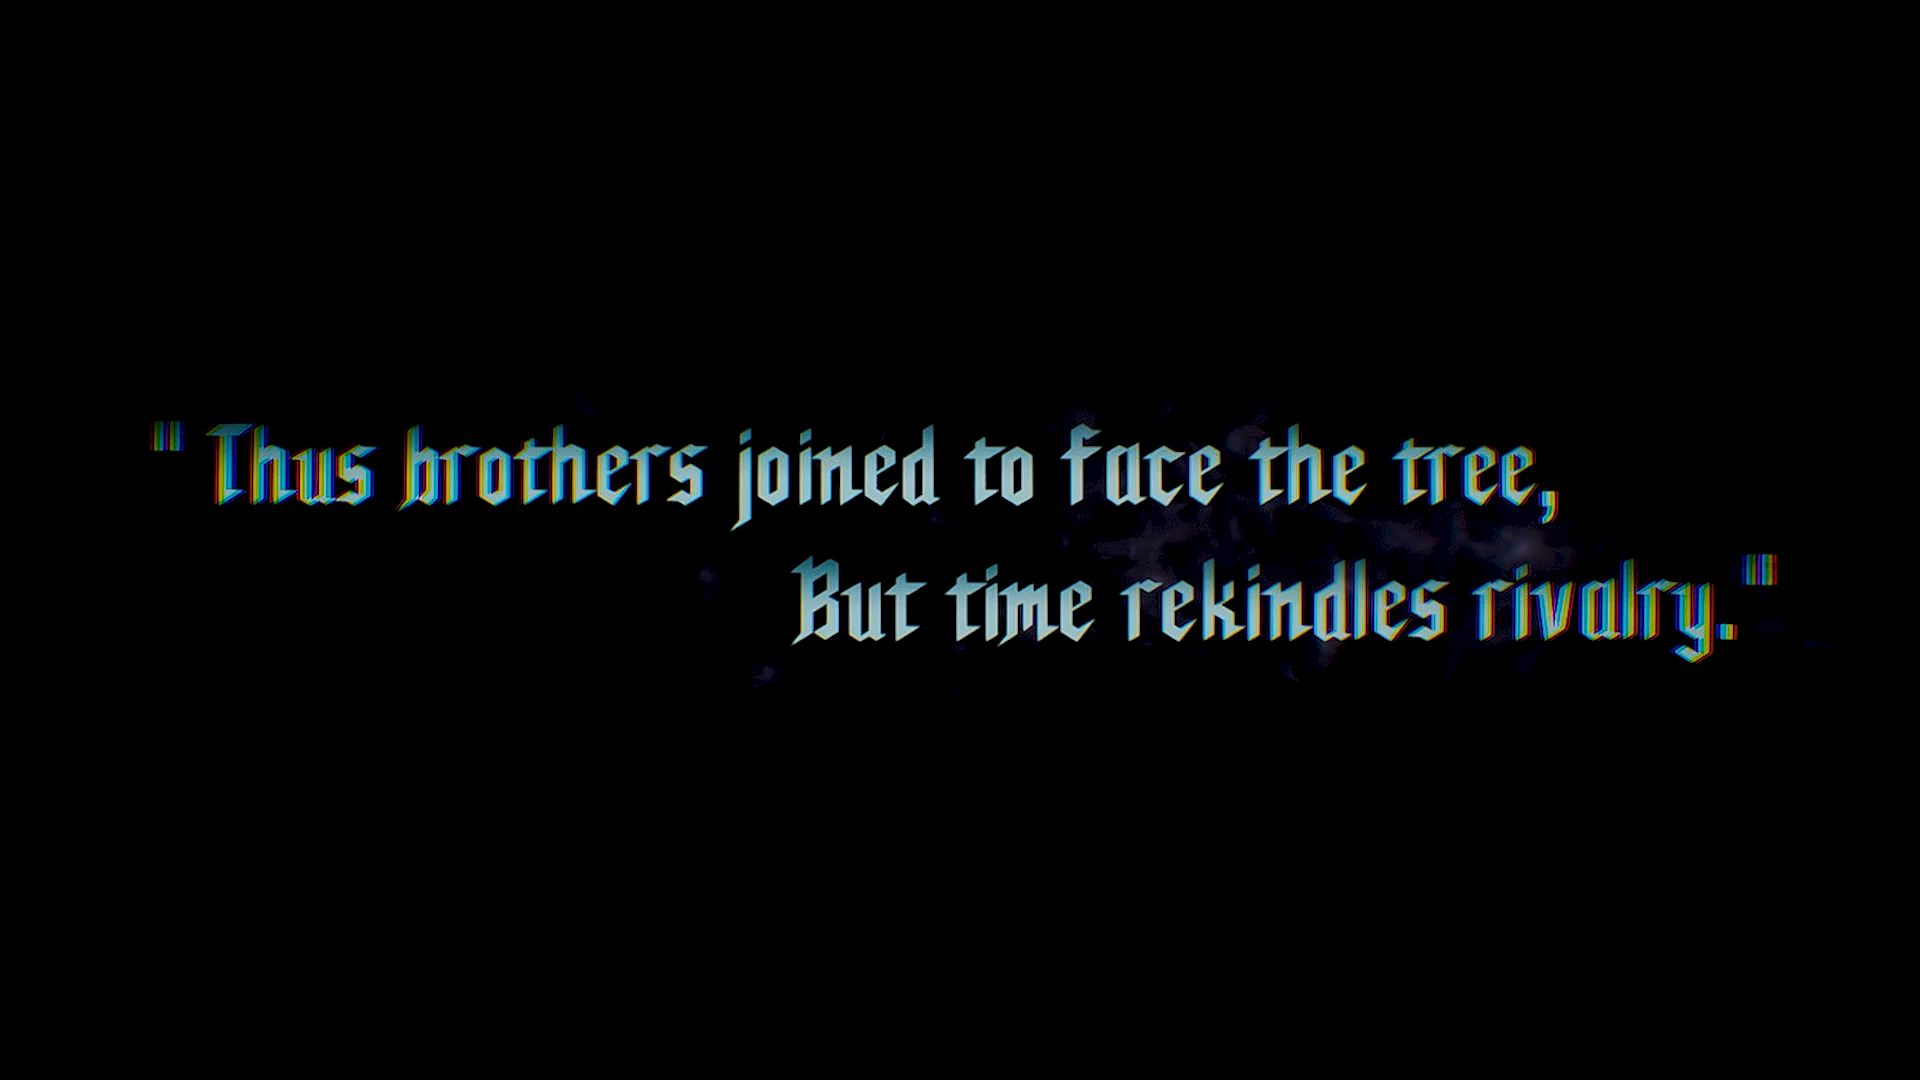 " Thus brothers joined to face the tree,
But time rekindles rivalry. "